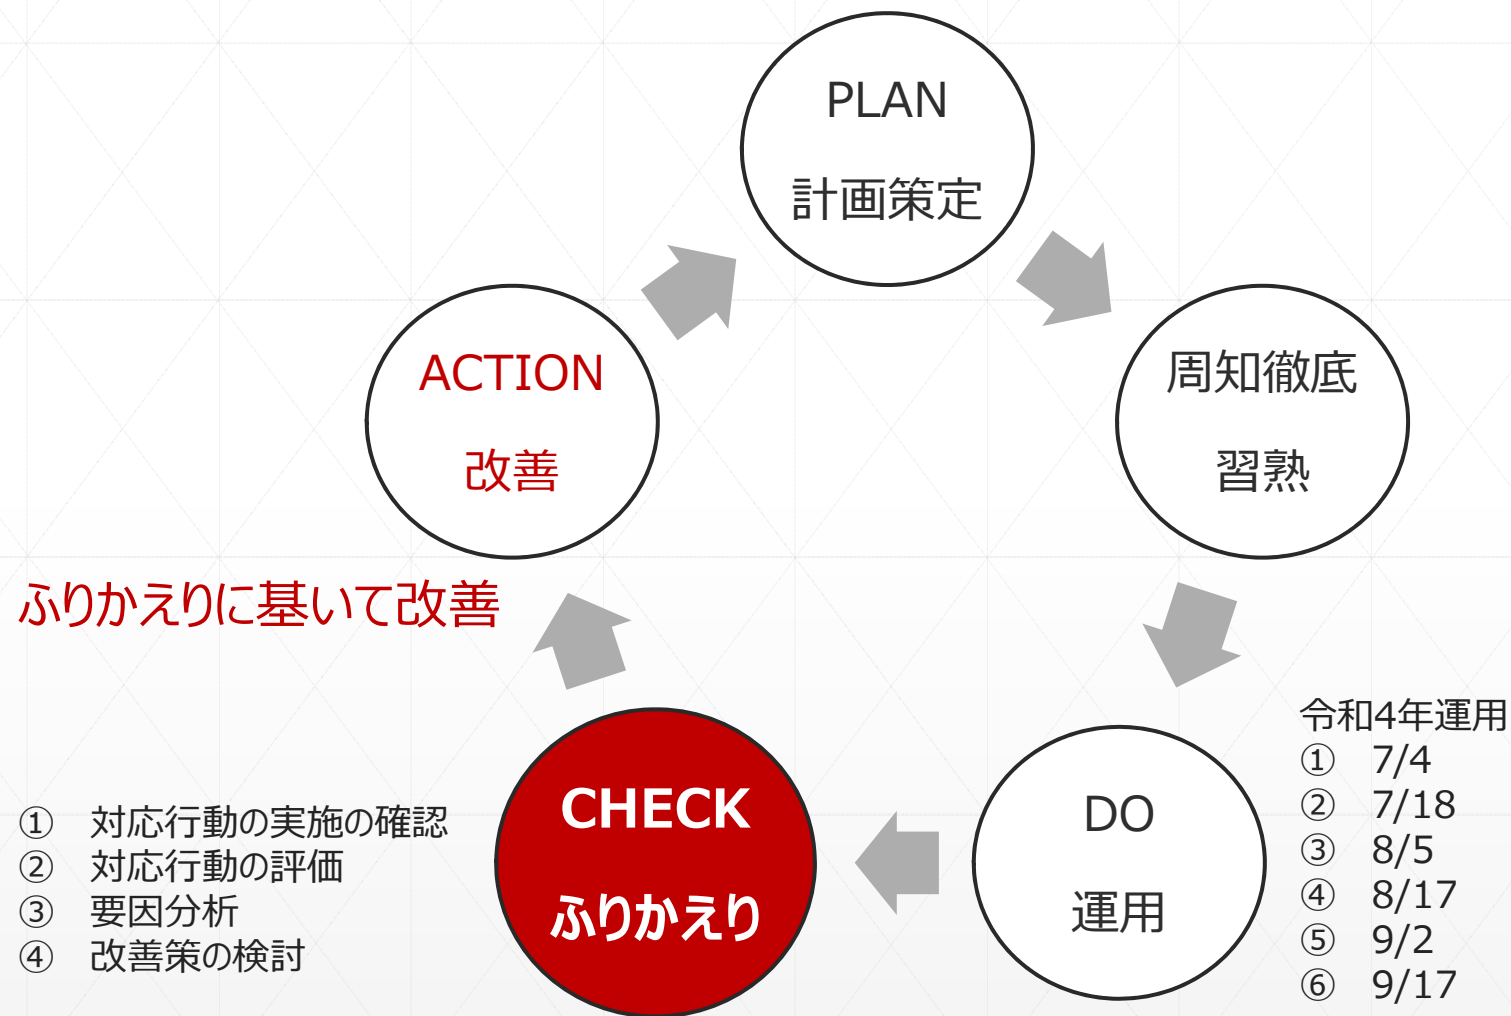 PLAN
計画策定
周知徹底
習熟
ACTION
改善
ふりかえりに基いて改善
DO
運用
令和4年運用
① 7/4
② 7/18
③ 8/5
④ 8/17
⑤ 9/2
⑥ 9/17
CHECK
ふりかえり
① 対応行動の実施の確認
② 対応行動の評価
③ 要因分析
④ 改善策の検討